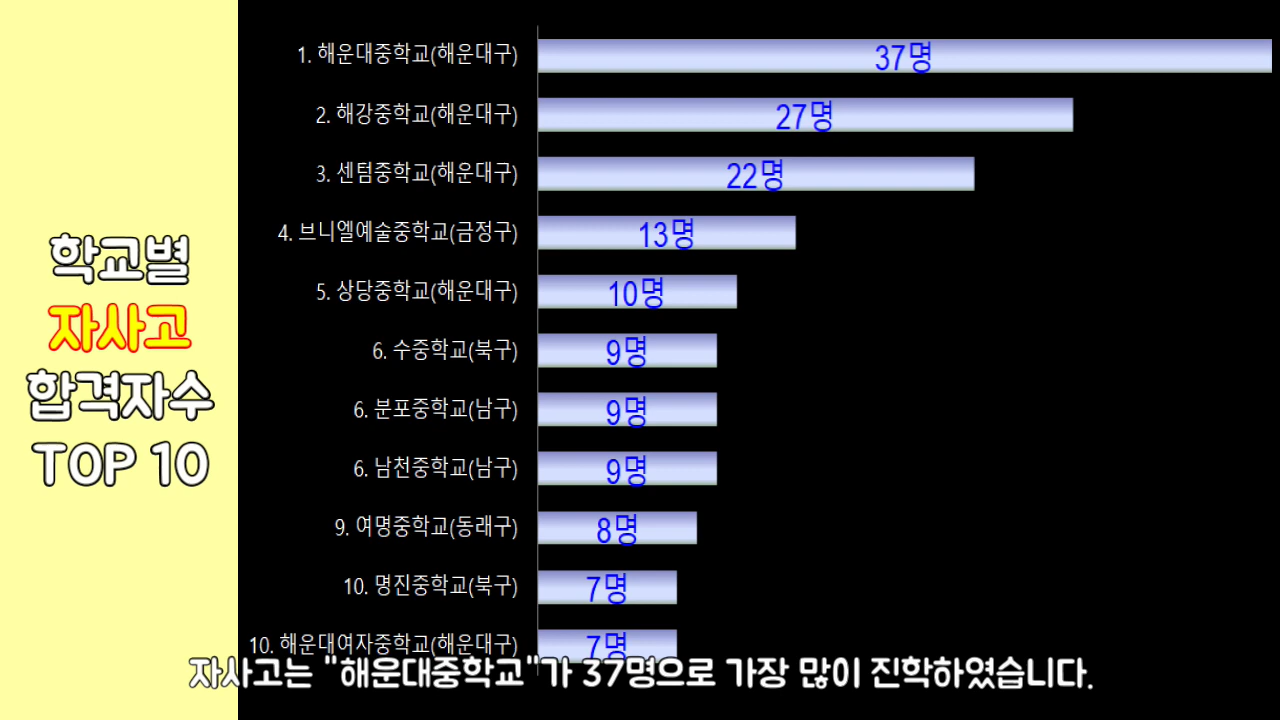 학교별
자사고
합격자수
TOP 10
1. 해운대중학교(해운대구) 37명
2. 해강중학교(해운대구) 27명
3. 센텀중학교(해운대구) 22명
4. 브니엘예술중학교(금정구) 13명
5. 상당중학교(해운대구) 10명
6. 수중학교(북구) 9명
6. 분포중학교(남구) 9명
6. 남천중학교(남구) 9명
9. 여명중학교(동래구) 8명
10. 명진중학교(북구) 7명
10. 해운대여자중학교(해운대구) 7명
자사고는 "해운대중학교"가 37명으로 가장 많이 진학하였습니다.